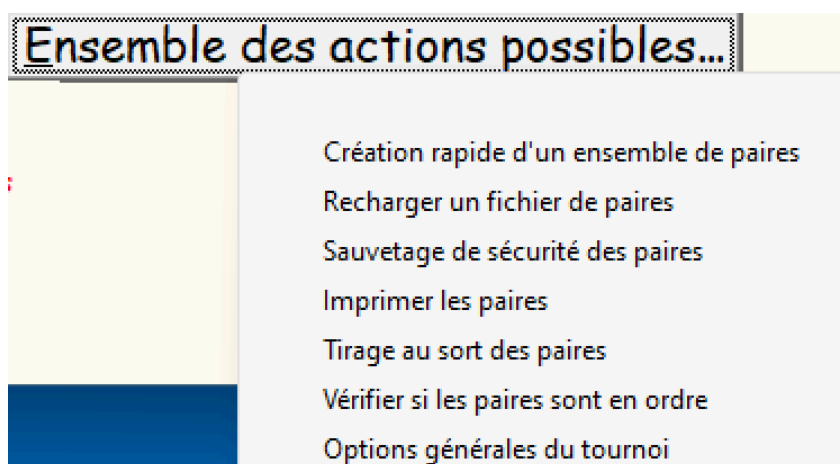 Ensemble des actions possibles...
Création rapide d'un ensemble de paires
Recharger un fichier de paires
Sauvetage de sécurité des paires
Imprimer les paires
Tirage au sort des paires
Vérifier si les paires sont en ordre
Options générales du tournoi